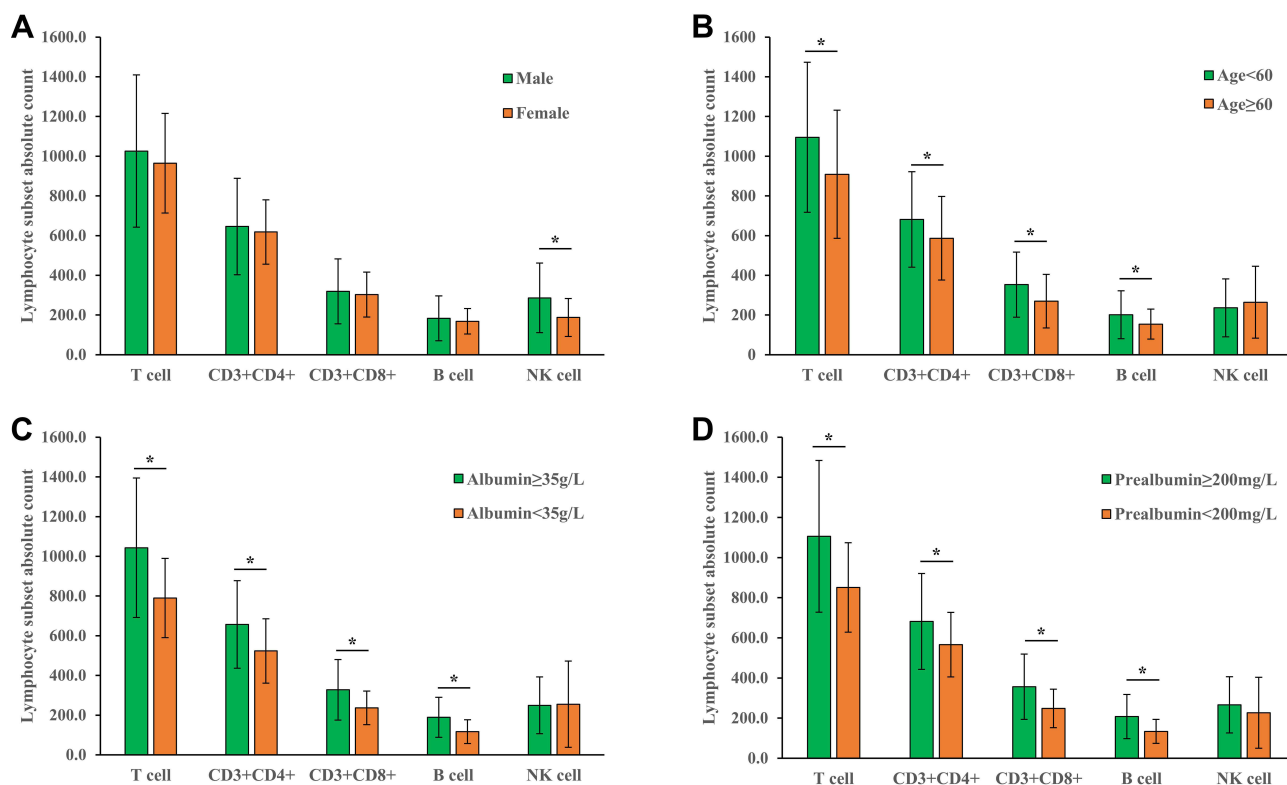 A
Lymphocyte subset absolute count
1600.0
1400.0
1200.0
1000.0
800.0
600.0
400.0
200.0
0.0
Male
Female
*
T cell CD3+CD4+ CD3+CD8+ B cell NK cell
B
Lymphocyte subset absolute count
1600
1400
1200
1000
800
600
400
200
0
Age<60
Age≥60
* * * *
T cell CD3+CD4+ CD3+CD8+ B cell NK cell
C
Lymphocyte subset absolute count
1600.0
1400.0
1200.0
1000.0
800.0
600.0
400.0
200.0
0.0
Albumin≥35g/L
Albumin<35g/L
* * * *
T cell CD3+CD4+ CD3+CD8+ B cell NK cell
D
Lymphocyte subset absolute count
1600.0
1400.0
1200.0
1000.0
800.0
600.0
400.0
200.0
0.0
Prealbumin≥200mg/L
Prealbumin<200mg/L
* * * *
T cell CD3+CD4+ CD3+CD8+ B cell NK cell